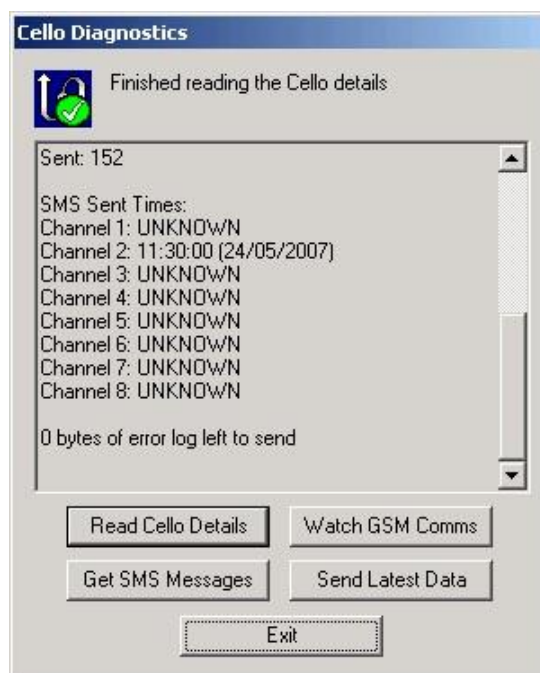 Cello Diagnostics
Finished reading the Cello details
Sent: 152
SMS Sent Times:
Channel 1: UNKNOWN
Channel 2: 11:30:00 (24/05/2007)
Channel 3: UNKNOWN
Channel 4: UNKNOWN
Channel 5: UNKNOWN
Channel 6: UNKNOWN
Channel 7: UNKNOWN
Channel 8: UNKNOWN
0 bytes of error log left to send
Read Cello Details
Watch GSM Comms
Get SMS Messages
Send Latest Data
Exit